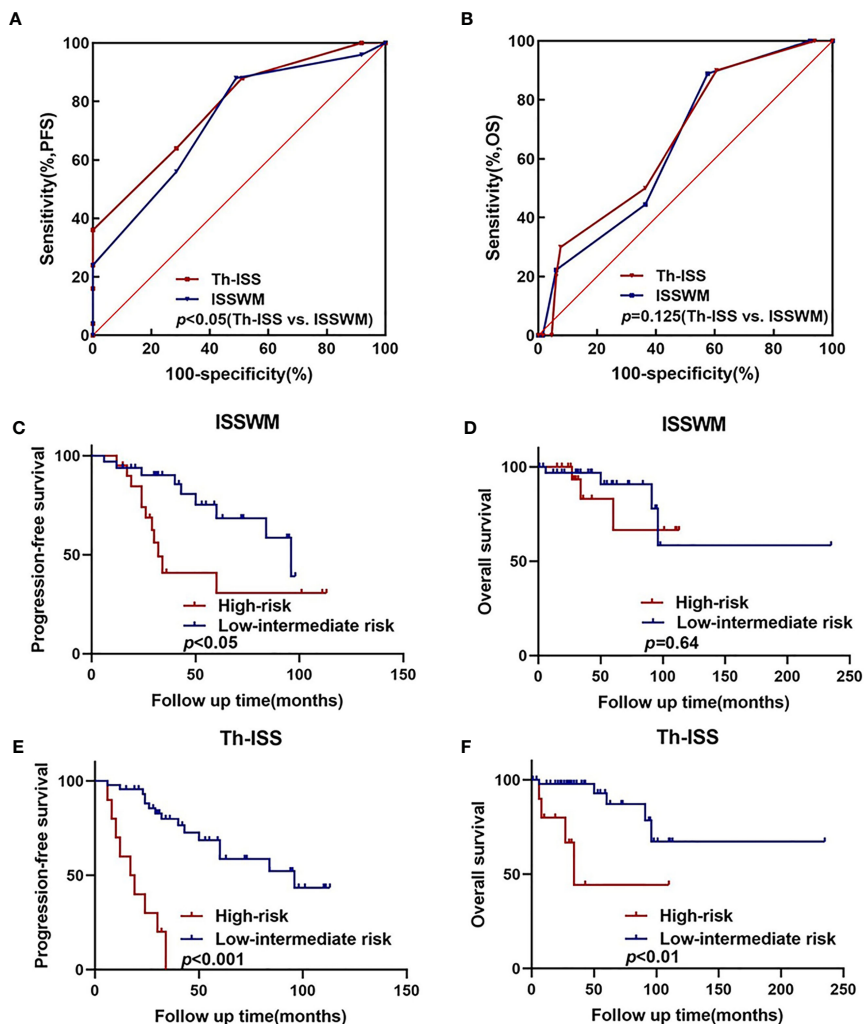 A
Sensitivity(%,PFS)
100
80
60
40
20
0
0 20 40 60 80 100
100-specificity(%)
Th-ISS
ISSWM
p<0.05(Th-ISS vs. ISSWM)
B
Sensitivity(%,OS)
100
80
60
40
20
0
0 20 40 60 80 100
100-specificity(%)
Th-ISS
ISSWM
p=0.125(Th-ISS vs. ISSWM)
C
ISSWM
Progression-free survival
100
50
0
0 50 100 150
Follow up time(months)
High-risk
Low-intermediate risk
p<0.05
D
ISSWM
Overall survival
100
50
0
0 50 100 150 200 250
Follow up time(months)
High-risk
Low-intermediate risk
p=0.64
E
Th-ISS
Progression-free survival
100
50
0
0 50 100 150
Follow up time(months)
High-risk
Low-intermediate risk
p<0.001
F
Th-ISS
Overall survival
100
50
0
0 50 100 150 200 250
Follow up time(months)
High-risk
Low-intermediate risk
p<0.01